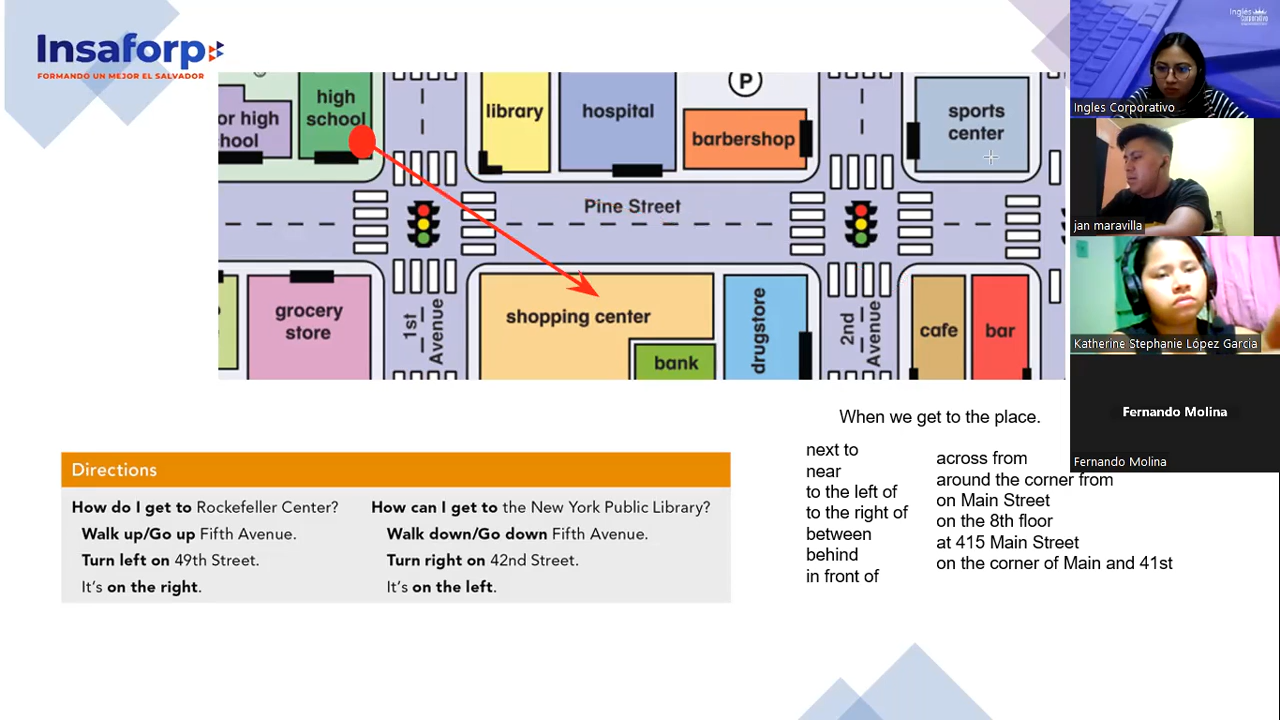 Insaforp
FORMANDO UN MEJOR EL SALVADOR
or high
hool
high
school
library
hospital
P
barbershop
sports
center
Pine Street
grocery
store
1st
Avenue
shopping center
bank
drugstore
2nd
Avenue
cafe
bar
Directions
How do I get to Rockefeller Center?
Walk up/Go up Fifth Avenue.
Turn left on 49th Street.
It's on the right.
How can I get to the New York Public Library?
Walk down/Go down Fifth Avenue.
Turn right on 42nd Street.
It's on the left.
When we get to the place.
next to
near
to the left of
to the right of
between
behind
in front of
across from
around the corner from
on Main Street
on the 8th floor
at 415 Main Street
on the corner of Main and 41st
Inglés
Corporativo
Ingles Corporativo
jan maravilla
Katherine Stephanie López Garcia
Fernando Molina
Fernando Molina